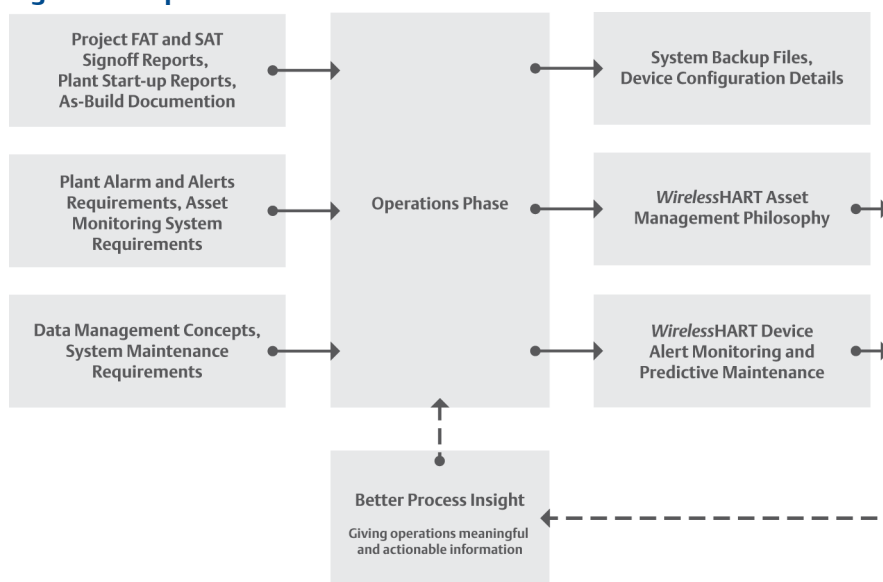 Project FAT and SAT
Signoff Reports,
Plant Start-up Reports,
As-Build Documention
System Backup Files,
Device Configuration Details
Plant Alarm and Alerts
Requirements, Asset
Monitoring System
Requirements
Operations Phase
WirelessHART Asset
Management Philosophy
Data Management Concepts,
System Maintenance
Requirements
WirelessHART Device
Alert Monitoring and
Predictive Maintenance
Better Process Insight
Giving operations meaningful
and actionable information